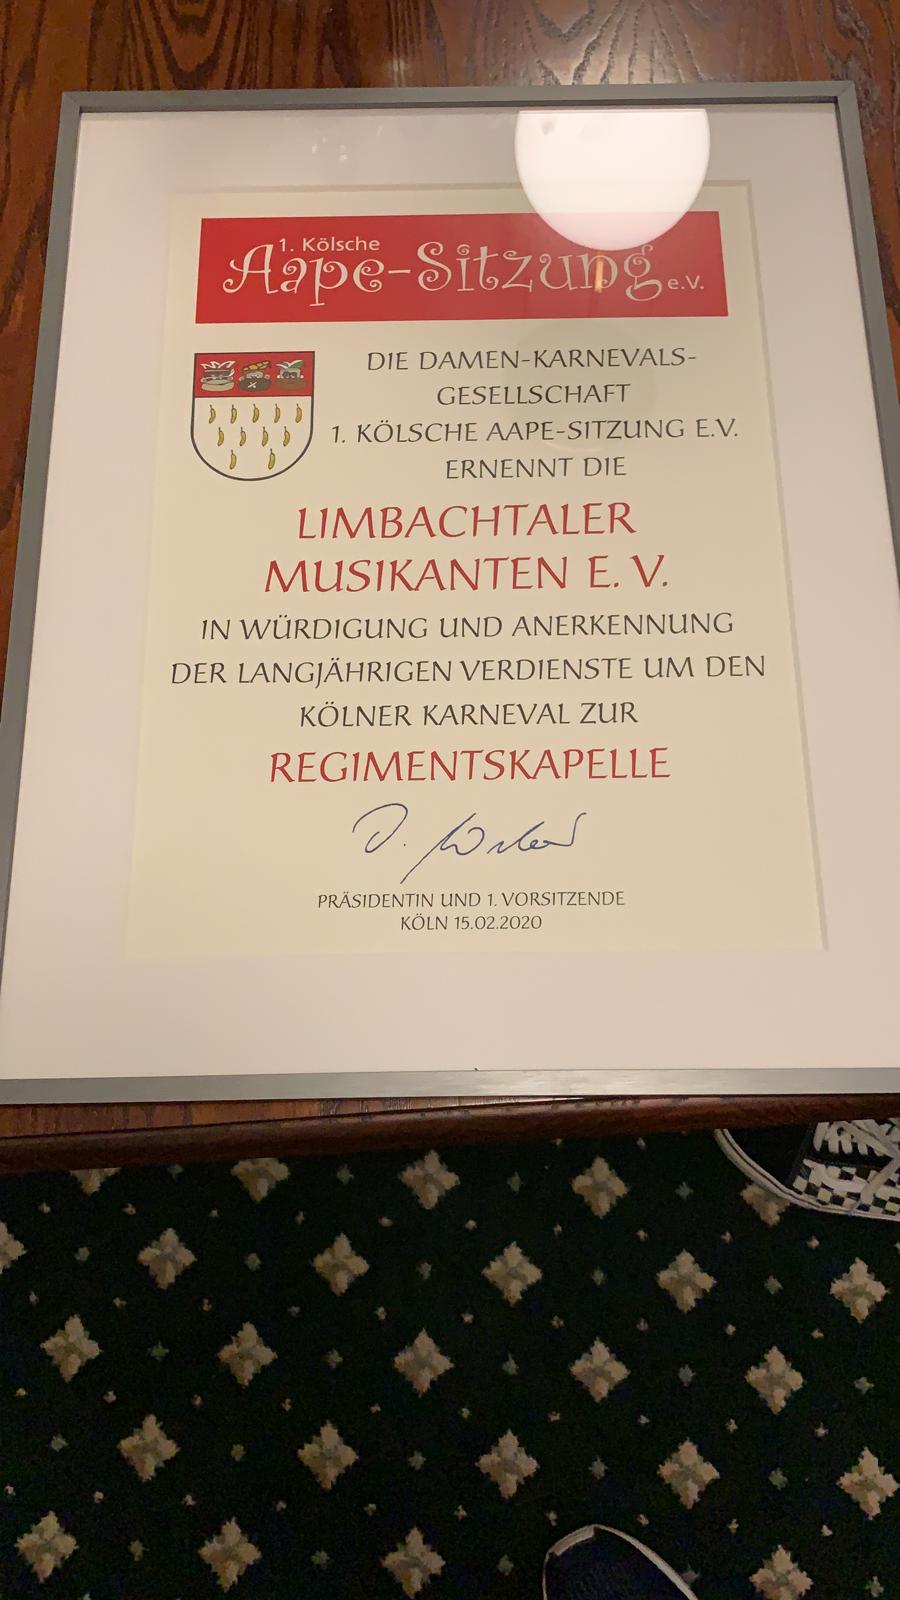 1. Kölsche
Aape-Sitzung e.V.
DIE DAMEN-KARNEVALS-
GESELLSCHAFT
1. KÖLSCHE AAPE-SITZUNG E.V.
ERNENNT DIE
LIMBACHTALER
MUSIKANTEN E. V.
IN WÜRDIGUNG UND ANERKENNUNG
DER LANGJÄHRIGEN VERDIENSTE UM DEN
KÖLNER KARNEVAL ZUR
REGIMENTSKAPELLE
PRÄSIDENTIN UND 1. VORSITZENDE
KÖLN 15.02.2020